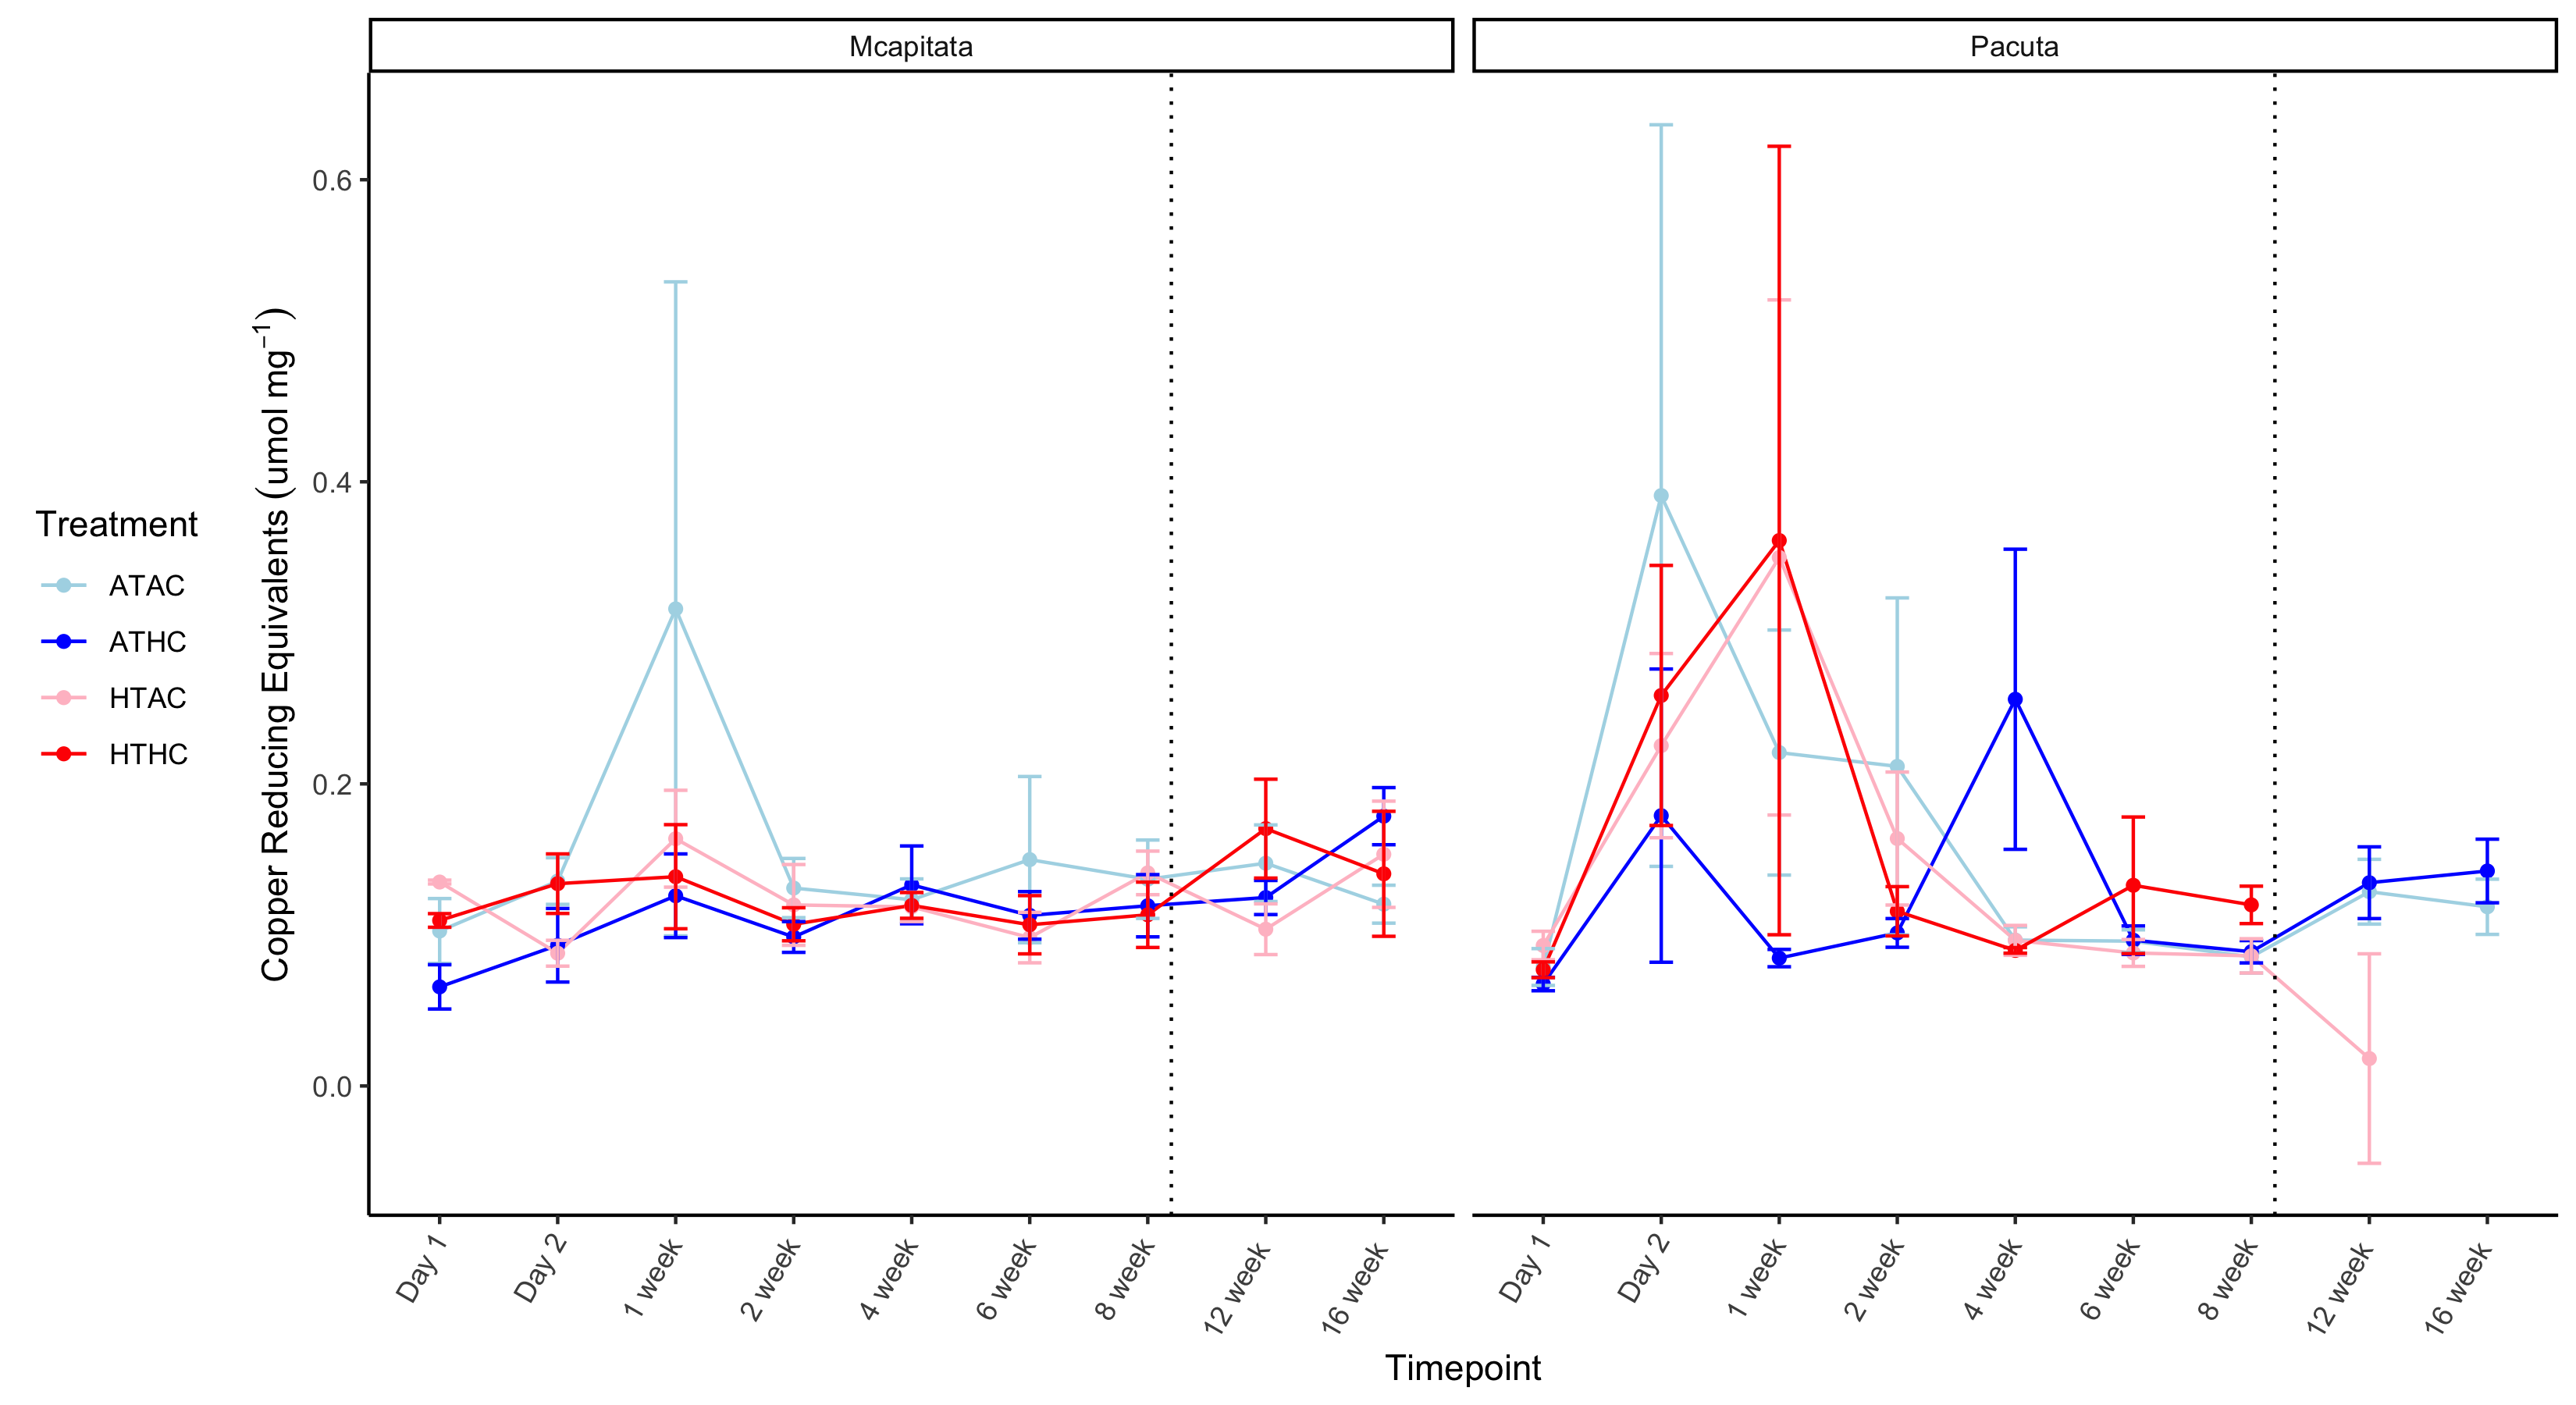 Mcapitata
Pacuta
Copper Reducing Equivalents (umol mg⁻¹)
0.6
0.4
0.2
0.0
Treatment
ATAC
ATHC
HTAC
HTHC
Day 1
Day 2
1 week
2 week
4 week
6 week
8 week
12 week
16 week
Day 1
Day 2
1 week
2 week
4 week
6 week
8 week
12 week
16 week
Timepoint